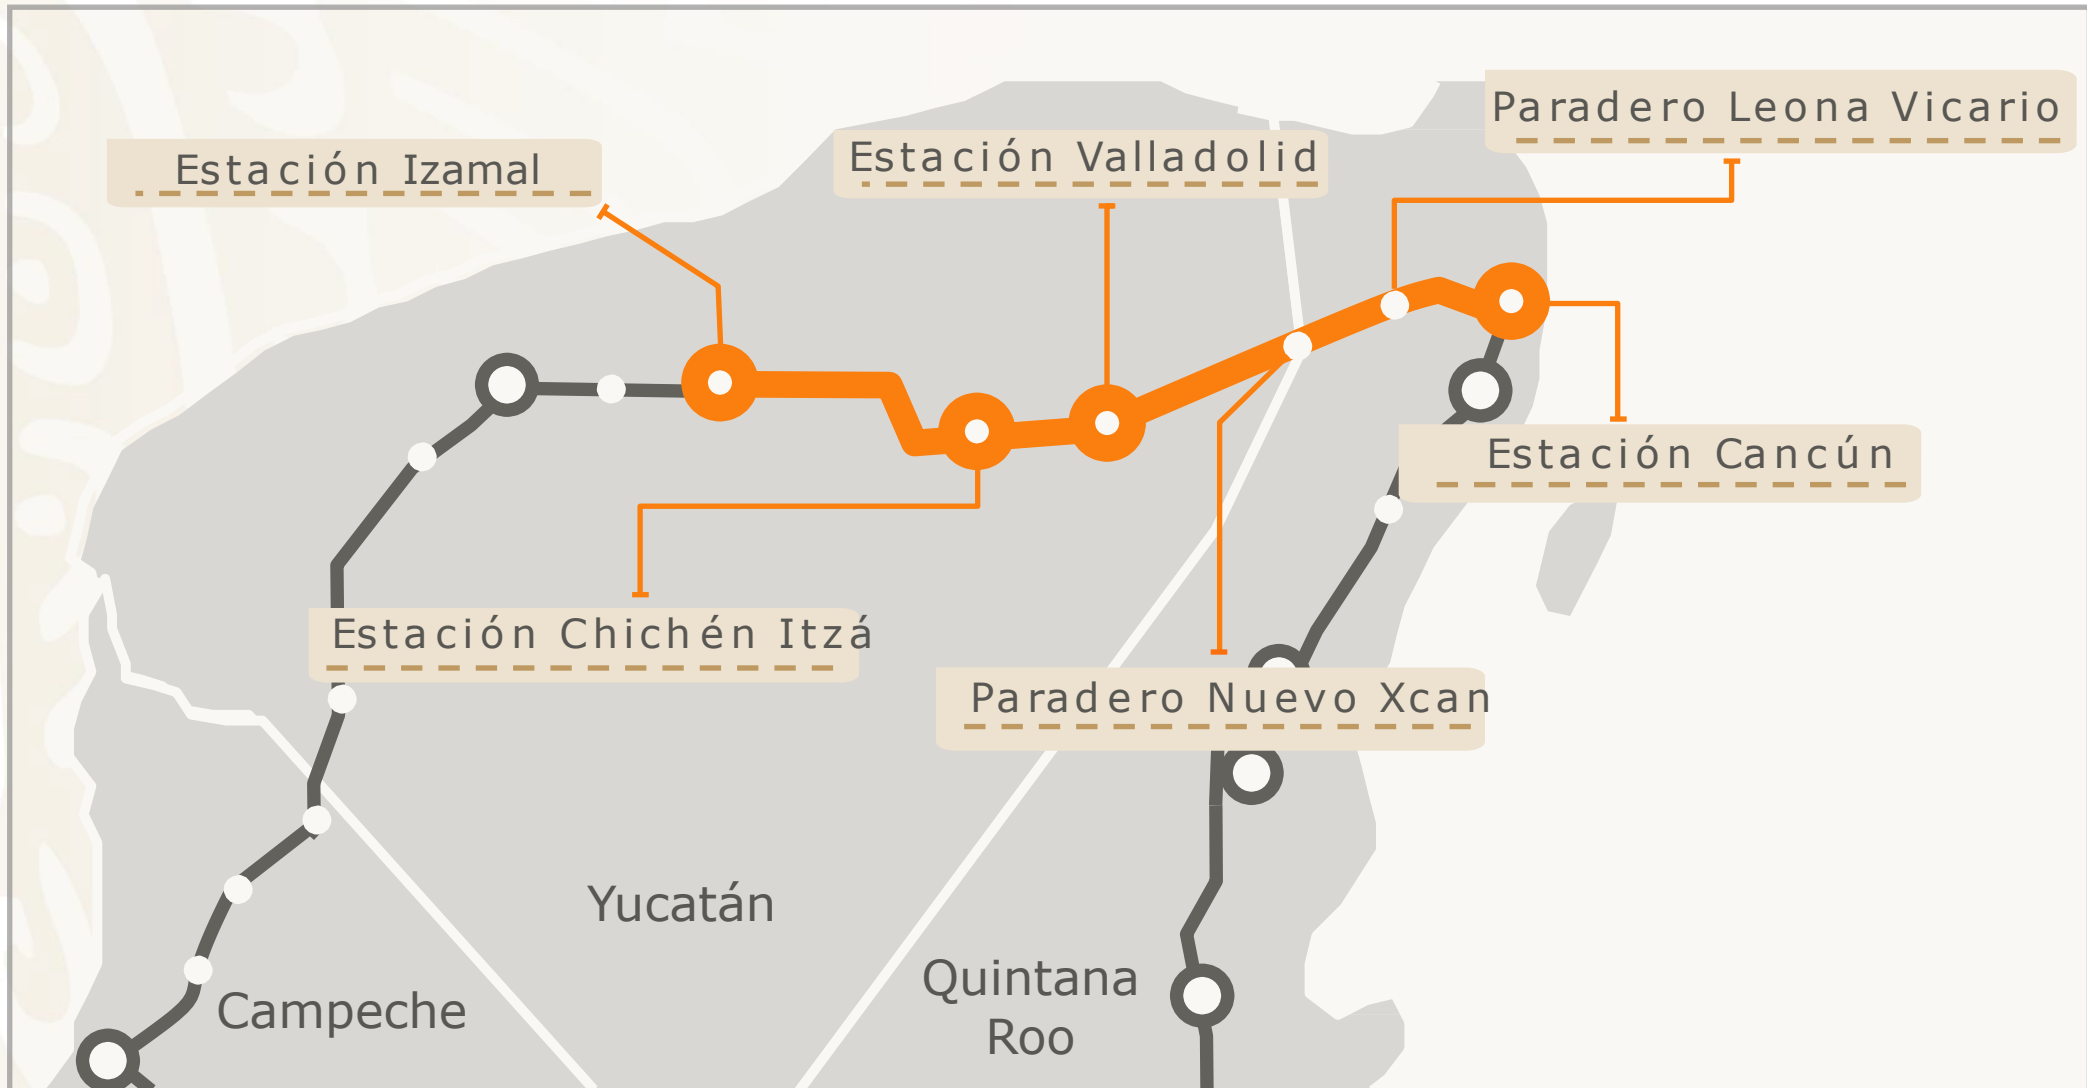 Paradero Leona Vicario
Estación Izamal
Estación Valladolid
Estación Cancún
Estación Chichén Itzá
Paradero Nuevo Xcan
Yucatán
Quintana
Roo
Campeche